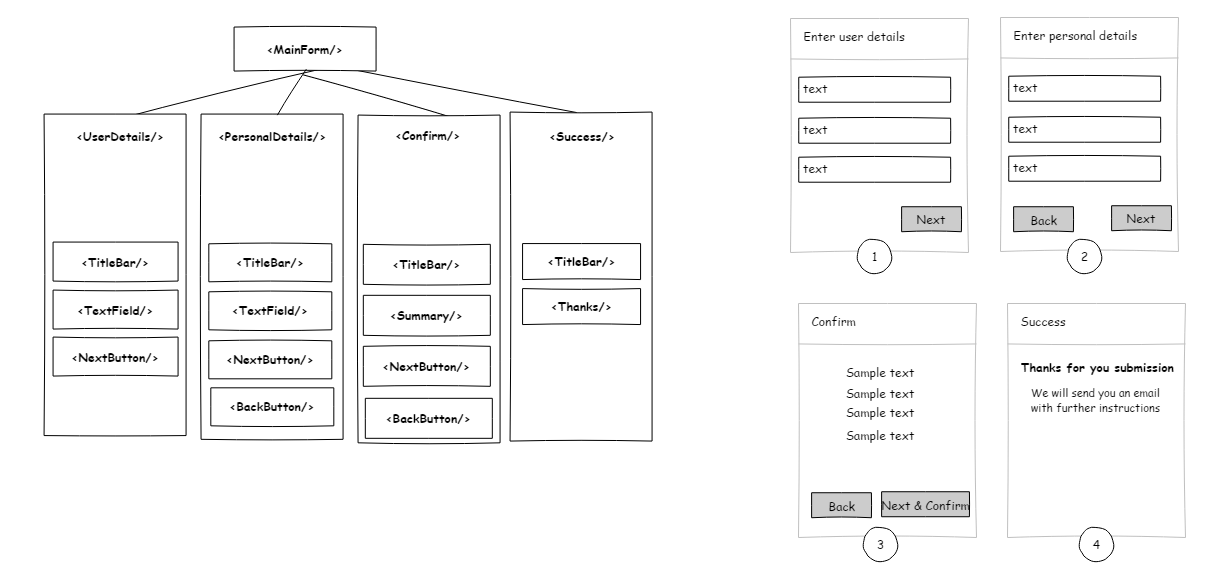 <MainForm/>
<UserDetails/>
<TitleBar/>
<TextField/>
<NextButton/>
<PersonalDetails/>
<TitleBar/>
<TextField/>
<NextButton/>
<BackButton/>
<Confirm/>
<TitleBar/>
<Summary/>
<NextButton/>
<BackButton/>
<Success/>
<TitleBar/>
<Thanks/>
Enter user details
text
text
text
Next
1
Enter personal details
text
text
text
Back
Next
2
Confirm
Sample text
Sample text
Sample text
Sample text
Back
Next & Confirm
3
Success
Thanks for you submission
We will send you an email
with further instructions
4